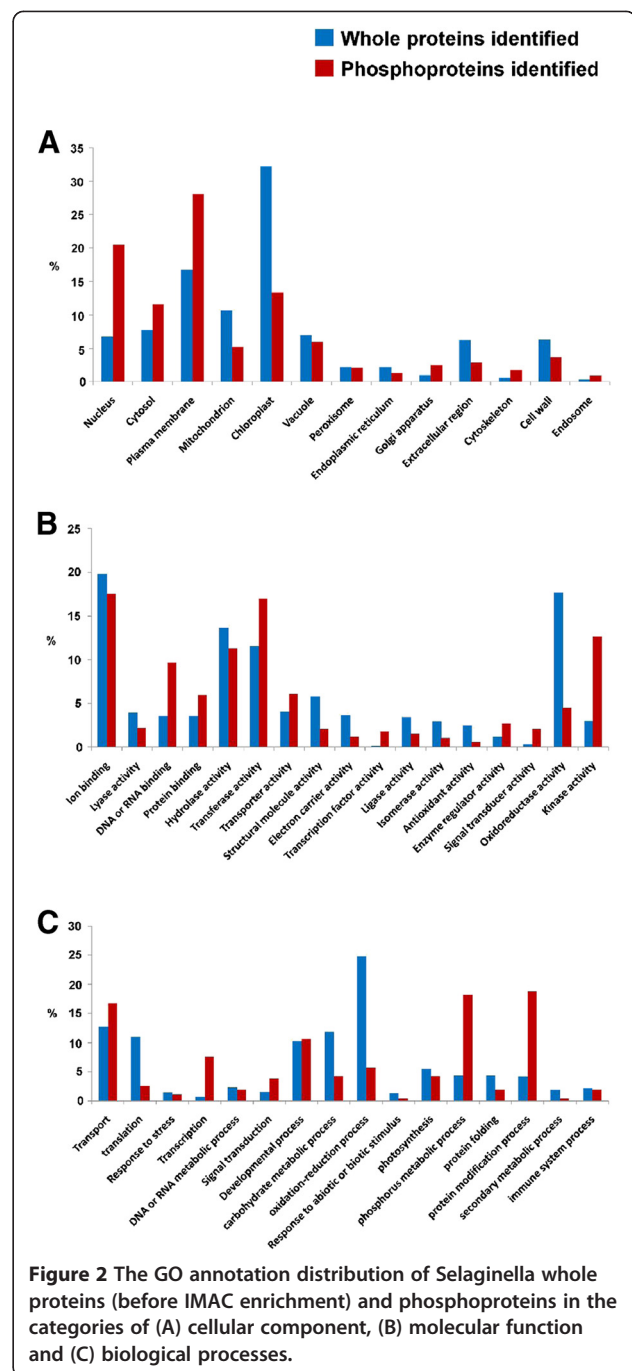 Whole proteins identified
Phosphoproteins identified
A
35
30
25
20
%
15
10
5
0
Nucleus
Cytosol
Plasma membrane
Mitochondrion
Chloroplast
Vacuole
Peroxisome
Endoplasmic reticulum
Golgi apparatus
Extracellular region
Cytoskeleton
Cell wall
Endosome
B
25
20
15
%
10
5
0
Ion binding
Lyase activity
DNA or RNA binding
Protein binding
Hydrolase activity
Transferase activity
Transporter activity
Structural molecule activity
Electron carrier activity
Transcription factor activity
Ligase activity
Isomerase activity
Antioxidant activity
Enzyme regulator activity
Signal transducer activity
Oxidoreductase activity
Kinase activity
C
30
25
20
%
15
10
5
0
Transport
translation
Response to stress
Transcription
DNA or RNA metabolic process
Signal transduction
Developmental process
carbohydrate metabolic process
oxidation-reduction process
Response to abiotic or biotic stimulus
photosynthesis
phosphorus metabolic process
protein folding
protein modification process
secondary metabolic process
immune system process
Figure 2 The GO annotation distribution of Selaginella whole
proteins (before IMAC enrichment) and phosphoproteins in the
categories of (A) cellular component, (B) molecular function
and (C) biological processes.